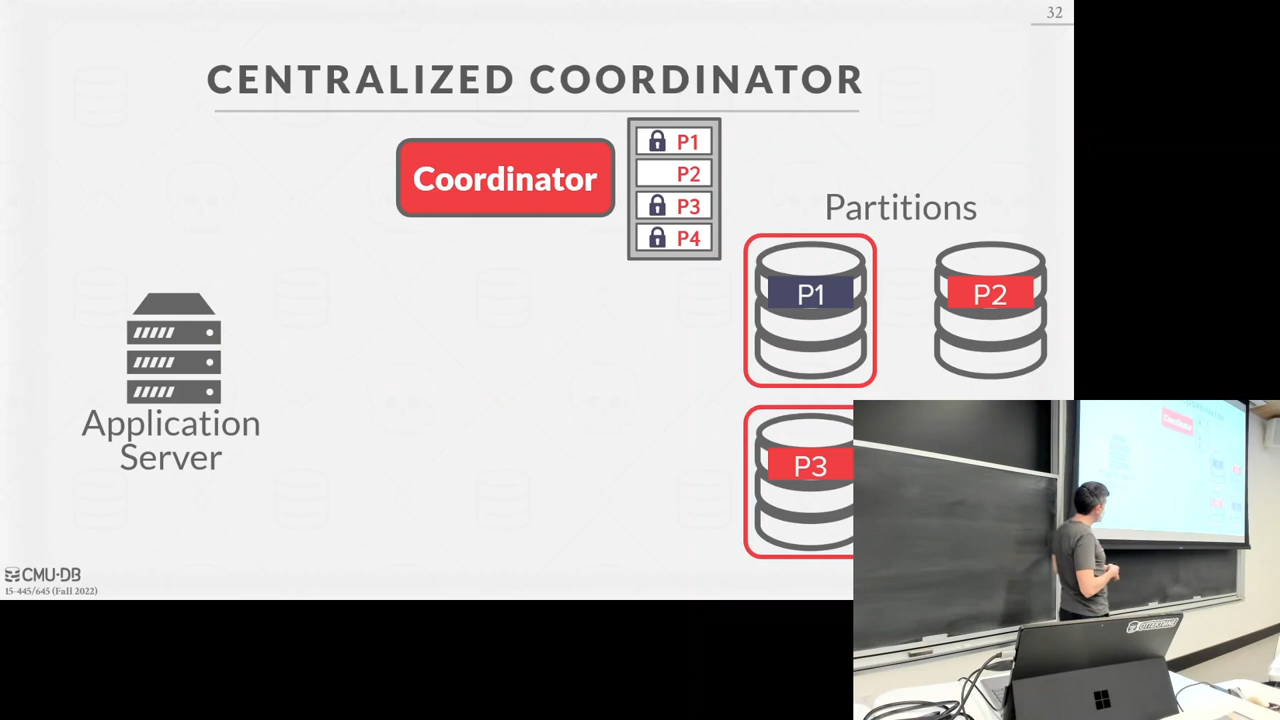 32
CENTRALIZED COORDINATOR
Coordinator
P1
P2
P3
P4
Partitions
P1
P2
P3
Application
Server
CMU·DB
15-445/645 (Fall 2022)